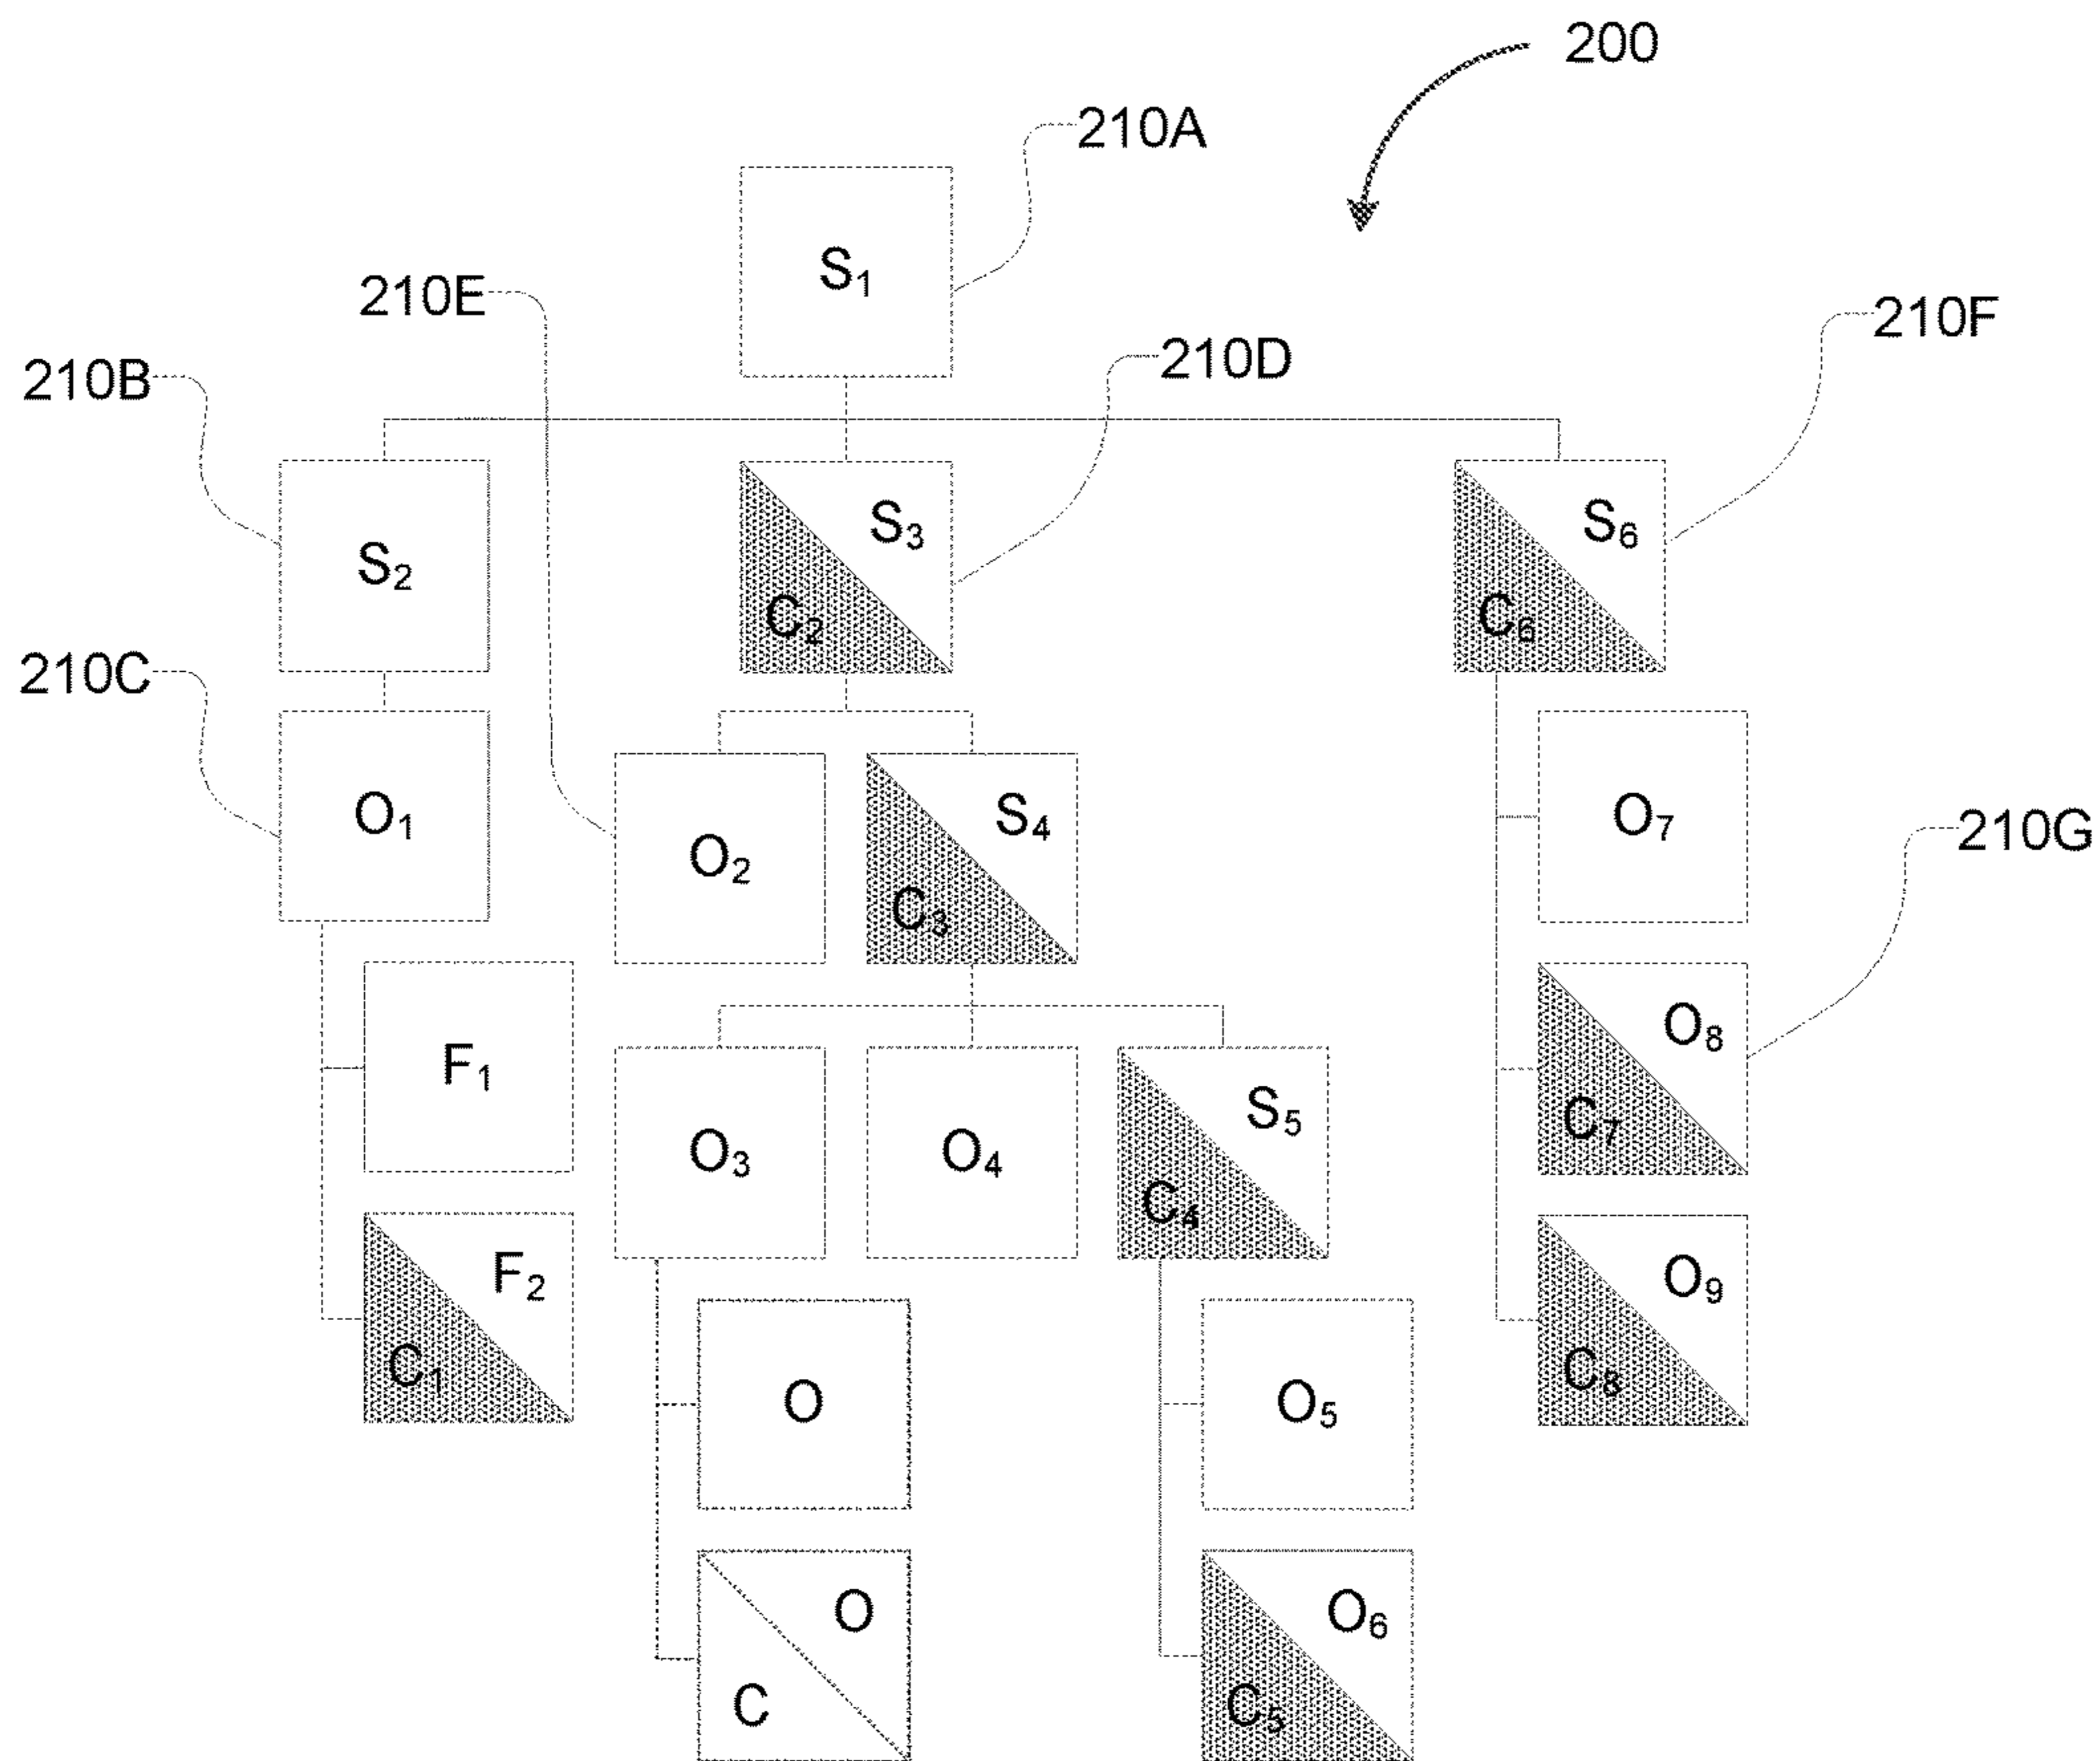 200
210A
S₁
210E
210F
210D
210B
S₃
S₆
S₂
C₂
C₆
210C
O₁
S₄
O₇
O₂
210G
C₃
O₈
F₁
S₅
C₇
O₃
O₄
C₄
F₂
O₉
C₁
C₈
O
O₅
O
O₆
C
C₅